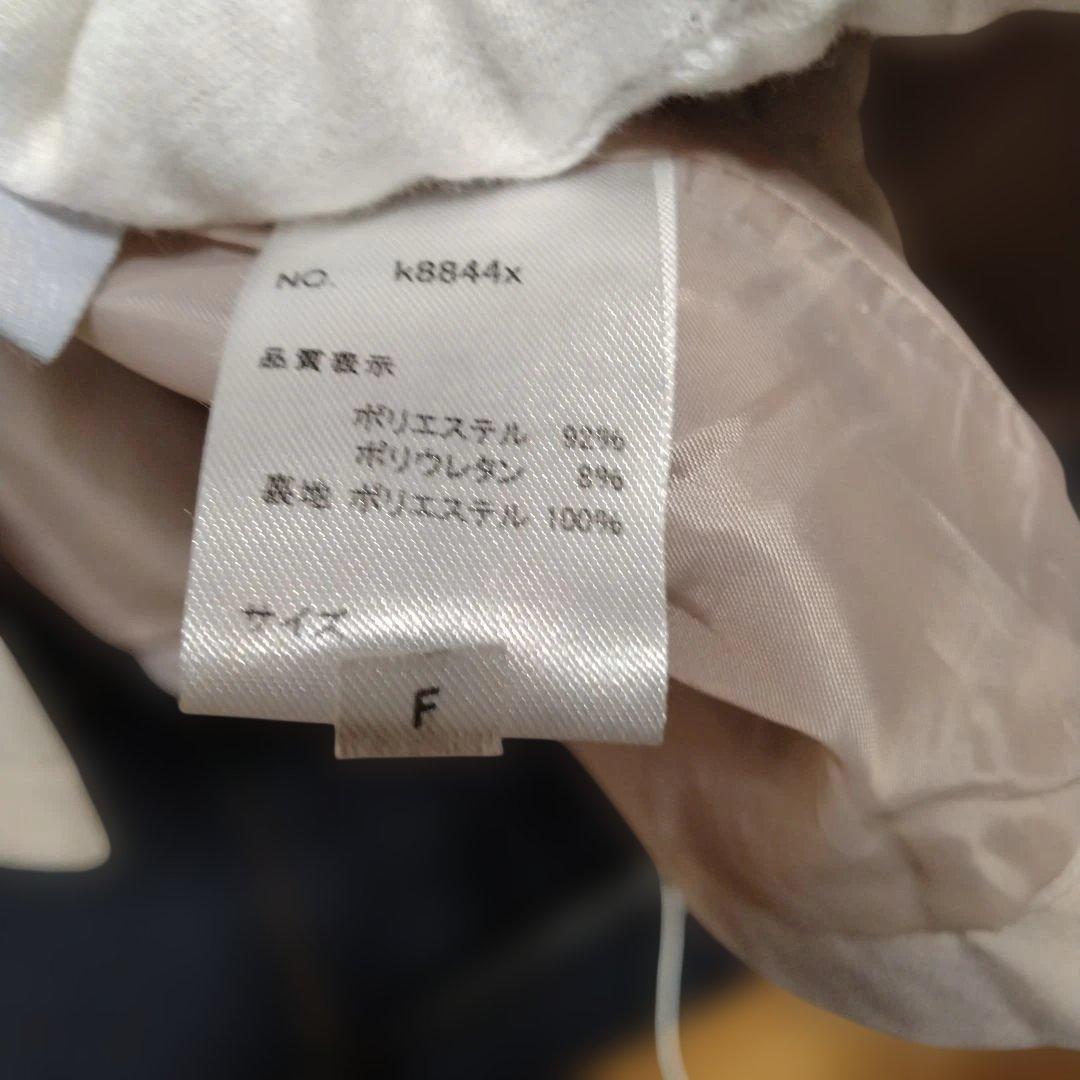 NO. k8844x
品質表示
ポリエステル 92%
ポリウレタン 8%
裏地 ポリエステル 100%
サイズ
F